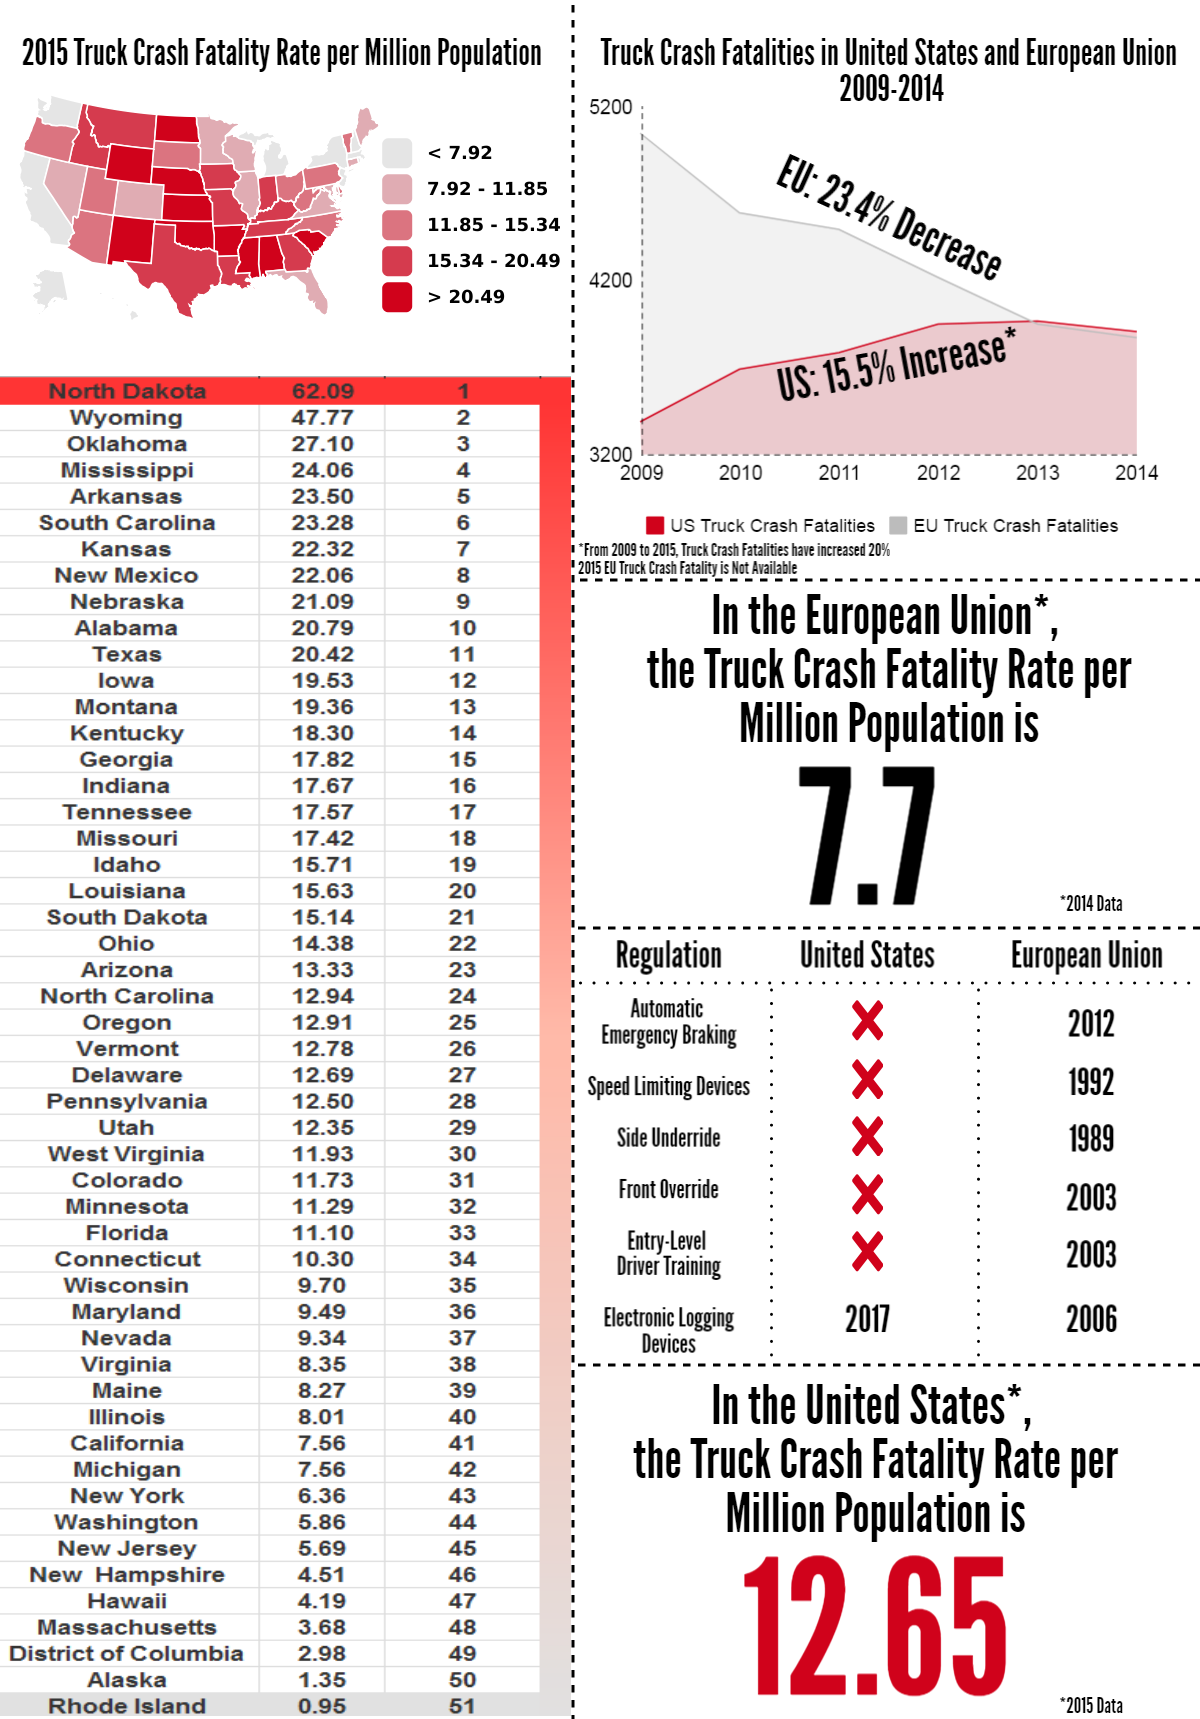 2015 Truck Crash Fatality Rate per Million Population
< 7.92
7.92 - 11.85
11.85 - 15.34
15.34 - 20.49
> 20.49
North Dakota 62.09 1
Wyoming 47.77 2
Oklahoma 27.10 3
Mississippi 24.06 4
Arkansas 23.50 5
South Carolina 23.28 6
Kansas 22.32 7
New Mexico 22.06 8
Nebraska 21.09 9
Alabama 20.79 10
Texas 20.42 11
Iowa 19.53 12
Montana 19.36 13
Kentucky 18.30 14
Georgia 17.82 15
Indiana 17.67 16
Tennessee 17.57 17
Missouri 17.42 18
Idaho 15.71 19
Louisiana 15.63 20
South Dakota 15.14 21
Ohio 14.38 22
Arizona 13.33 23
North Carolina 12.94 24
Oregon 12.91 25
Vermont 12.78 26
Delaware 12.69 27
Pennsylvania 12.50 28
Utah 12.35 29
West Virginia 11.93 30
Colorado 11.73 31
Minnesota 11.29 32
Florida 11.10 33
Connecticut 10.30 34
Wisconsin 9.70 35
Maryland 9.49 36
Nevada 9.34 37
Virginia 8.35 38
Maine 8.27 39
Illinois 8.01 40
California 7.56 41
Michigan 7.56 42
New York 6.36 43
Washington 5.86 44
New Jersey 5.69 45
New Hampshire 4.51 46
Hawaii 4.19 47
Massachusetts 3.68 48
District of Columbia 2.98 49
Alaska 1.35 50
Rhode Island 0.95 51
Truck Crash Fatalities in United States and European Union
2009-2014
5200
4200
3200
EU: 23.4% Decrease
US: 15.5% Increase*
2009 2010 2011 2012 2013 2014
US Truck Crash Fatalities EU Truck Crash Fatalities
*From 2009 to 2015, Truck Crash Fatalities have increased 20%
2015 EU Truck Crash Fatality is Not Available
In the European Union*,
the Truck Crash Fatality Rate per
Million Population is
7.7
*2014 Data
Regulation United States European Union
Automatic
Emergency Braking 2012
Speed Limiting Devices 1992
Side Underride 1989
Front Override 2003
Entry-Level
Driver Training 2003
Electronic Logging
Devices 2017 2006
In the United States*,
the Truck Crash Fatality Rate per
Million Population is
12.65
*2015 Data